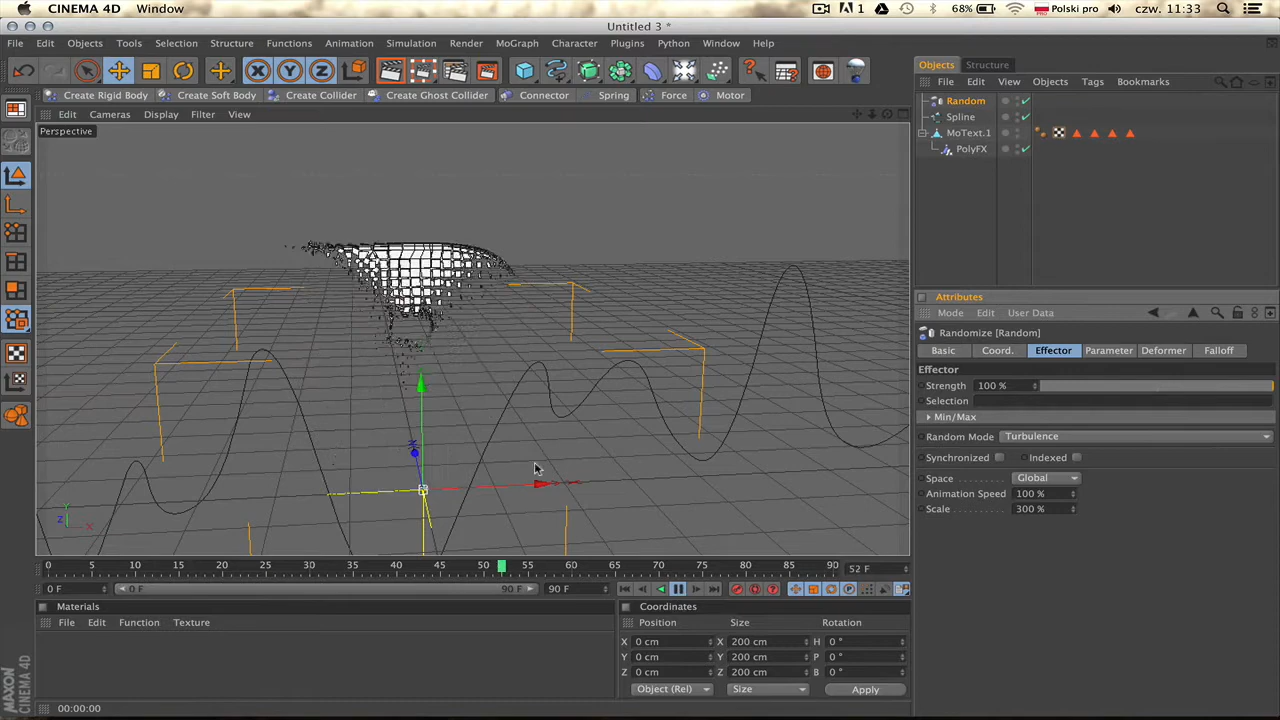 CINEMA 4D Window 68% Polski pro czw. 11:33
Untitled 3 *
File Edit Objects Tools Selection Structure Functions Animation Simulation Render MoGraph Character Plugins Python Window Help
Objects Structure
File Edit View Objects Tags Bookmarks
Create Rigid Body Create Soft Body Create Collider Create Ghost Collider Connector Spring Force Motor
Random
Edit Cameras Display Filter View
Spline
Perspective
MoText.1
PolyFX
Attributes
Mode Edit User Data
Randomize [Random]
Basic Coord. Effector Parameter Deformer Falloff
Effector
Strength 100 %
Selection
Min/Max
Random Mode Turbulence
Synchronized Indexed
Space Global
Animation Speed 100 %
Scale 300 %
Y
Z X
0 5 10 15 20 25 30 35 40 45 50 55 60 65 70 75 80 85 90 52 F
0 F 0 F 90 F 90 F
Materials
File Edit Function Texture
Coordinates
Position Size Rotation
X 0 cm X 200 cm H 0 °
Y 0 cm Y 200 cm P 0 °
Z 0 cm Z 200 cm B 0 °
Object (Rel) Size Apply
MAXON
CINEMA 4D
00:00:00